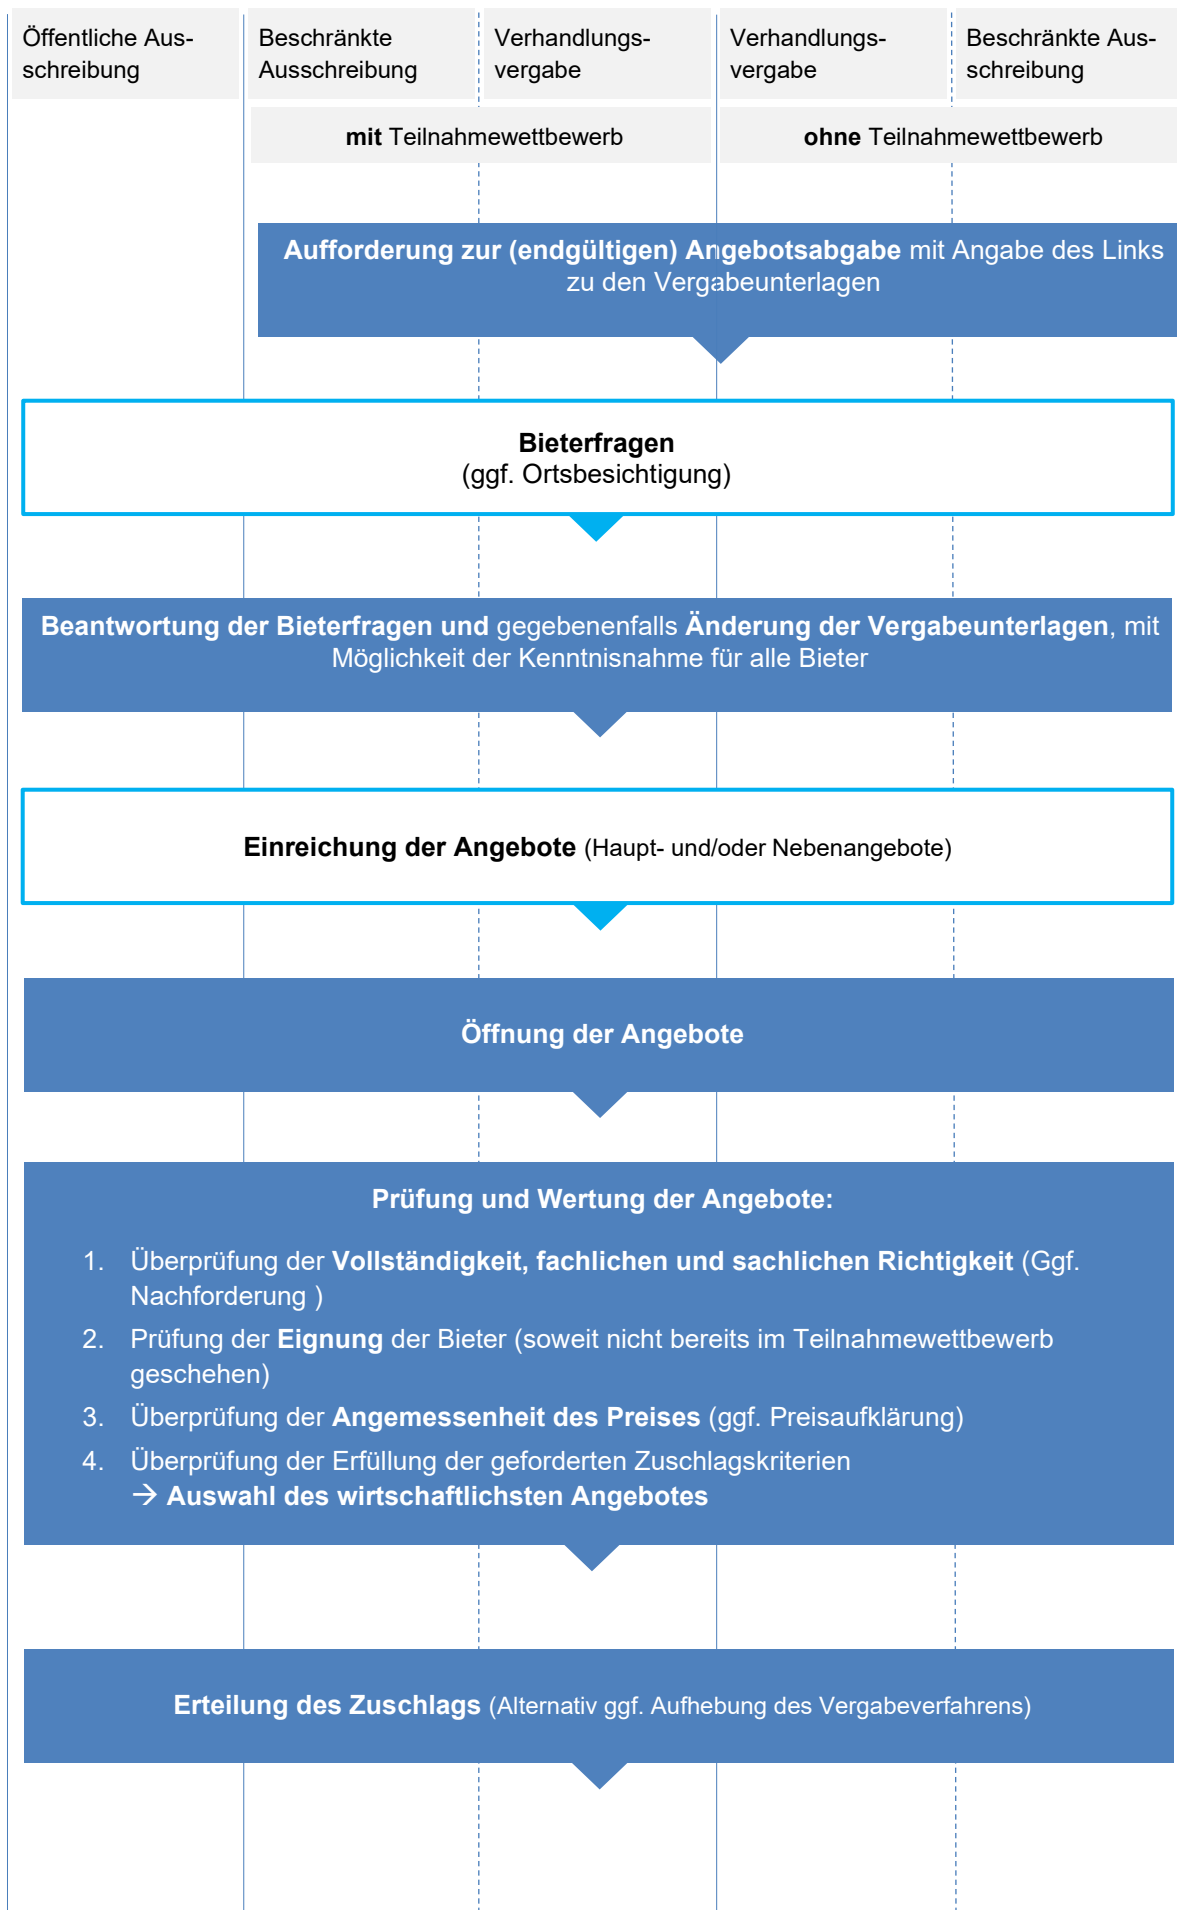 Öffentliche Aus-
schreibung
Beschränkte
Ausschreibung
Verhandlungs-
vergabe
Verhandlungs-
vergabe
Beschränkte Aus-
schreibung
mit Teilnahmewettbewerb
ohne Teilnahmewettbewerb
Aufforderung zur (endgültigen) Angebotsabgabe mit Angabe des Links
zu den Vergabeunterlagen
Bieterfragen
(ggf. Ortsbesichtigung)
Beantwortung der Bieterfragen und gegebenenfalls Änderung der Vergabeunterlagen, mit
Möglichkeit der Kenntnisnahme für alle Bieter
Einreichung der Angebote (Haupt- und/oder Nebenangebote)
Öffnung der Angebote
Prüfung und Wertung der Angebote:
1. Überprüfung der Vollständigkeit, fachlichen und sachlichen Richtigkeit (Ggf.
Nachforderung )
2. Prüfung der Eignung der Bieter (soweit nicht bereits im Teilnahmewettbewerb
geschehen)
3. Überprüfung der Angemessenheit des Preises (ggf. Preisaufklärung)
4. Überprüfung der Erfüllung der geforderten Zuschlagskriterien
→ Auswahl des wirtschaftlichsten Angebotes
Erteilung des Zuschlags (Alternativ ggf. Aufhebung des Vergabeverfahrens)